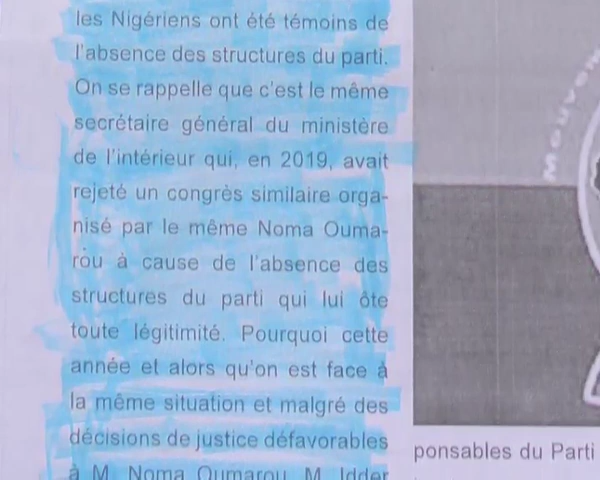 les Nigériens ont été témoins de
l'absence des structures du parti.
On se rappelle que c'est le même
secrétaire général du ministère
de l'intérieur qui, en 2019, avait
rejeté un congrès similaire orga-
nisé par le même Noma Ouma-
rou à cause de l'absence des
structures du parti qui lui ôte
toute légitimité. Pourquoi cette
année et alors qu'on est face à
la même situation et malgré des
décisions de justice défavorables
à M. Noma Oumarou, M. Idder
ponsables du Parti